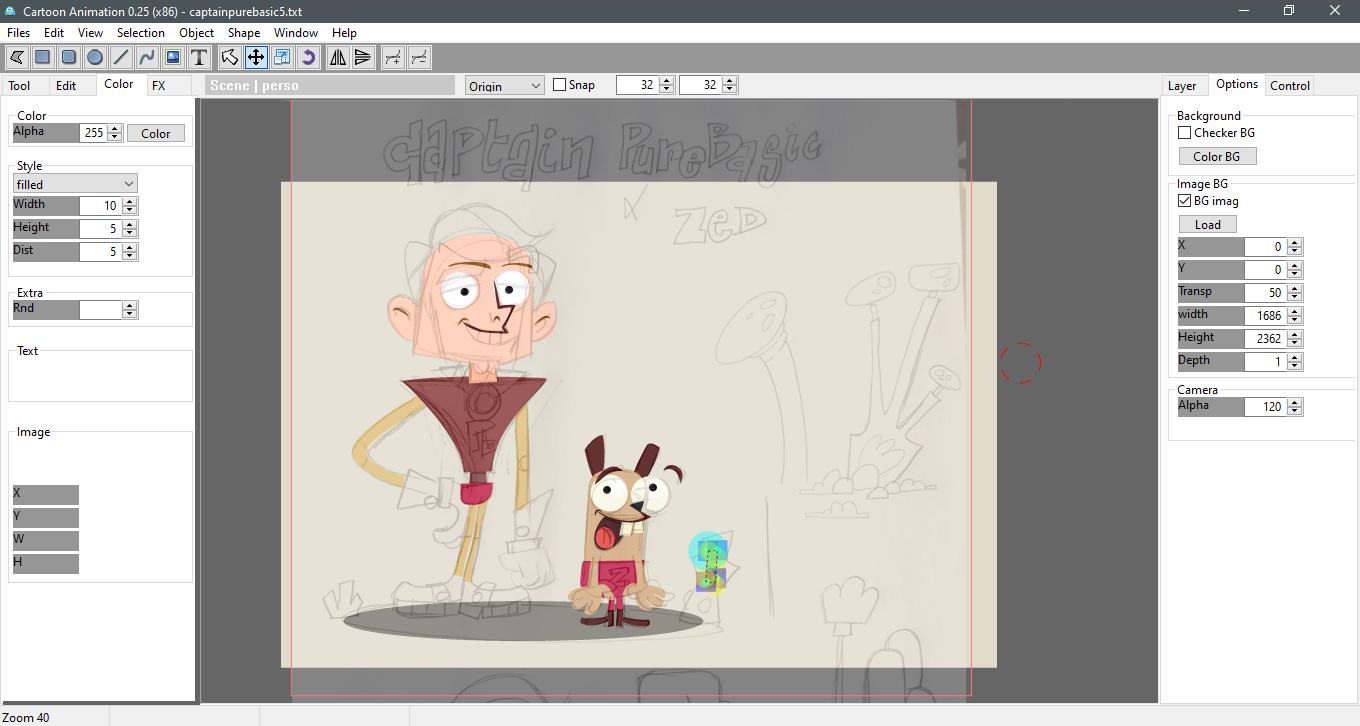 Cartoon Animation 0.25 (x86) - captainpurebasic5.txt
Files Edit View Selection Object Shape Window Help
T
Tool Edit Color FX
Scene | perso
Origin Snap 32 32
Layer Options Control
Color
Alpha 255 Color
Style
filled
Width 10
Height 5
Dist 5
Extra
Rnd
Text
Image
X
Y
W
H
Captain PureBasic
X
ZED
Z
Background
Checker BG
Color BG
Image BG
BG imag
Load
X 0
Y 0
Transp 50
width 1686
Height 2362
Depth 1
Camera
Alpha 120
Zoom 40